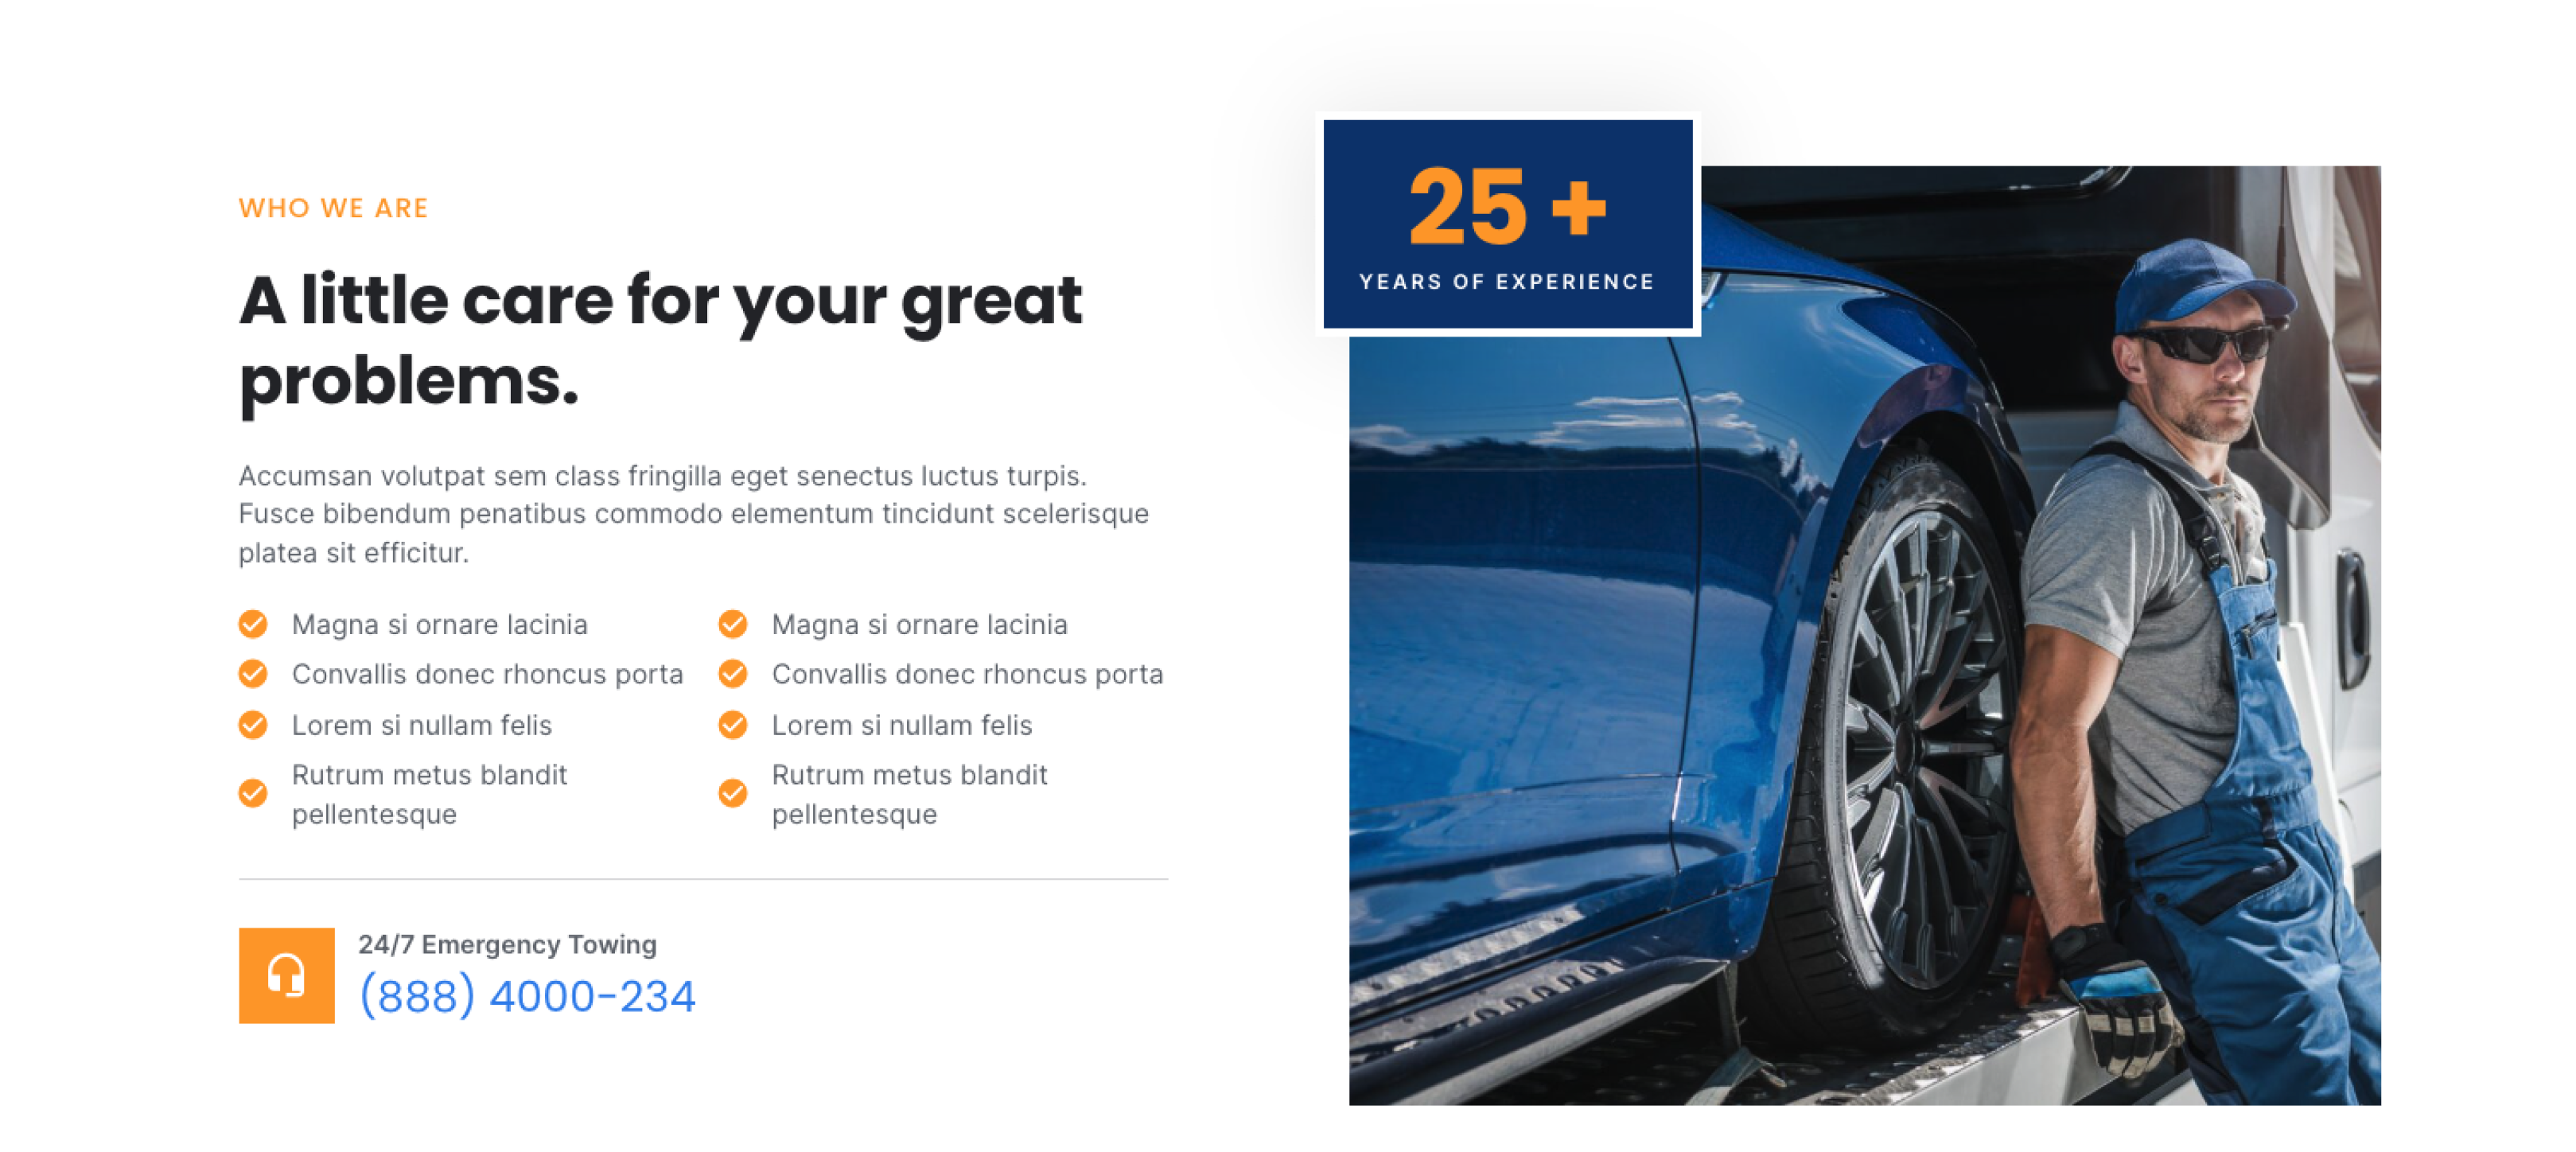 WHO WE ARE
A little care for your great
problems.
Accumsan volutpat sem class fringilla eget senectus luctus turpis.
Fusce bibendum penatibus commodo elementum tincidunt scelerisque
platea sit efficitur.
Magna si ornare lacinia
Convallis donec rhoncus porta
Lorem si nullam felis
Rutrum metus blandit
pellentesque
Magna si ornare lacinia
Convallis donec rhoncus porta
Lorem si nullam felis
Rutrum metus blandit
pellentesque
24/7 Emergency Towing
(888) 4000-234
25 +
YEARS OF EXPERIENCE